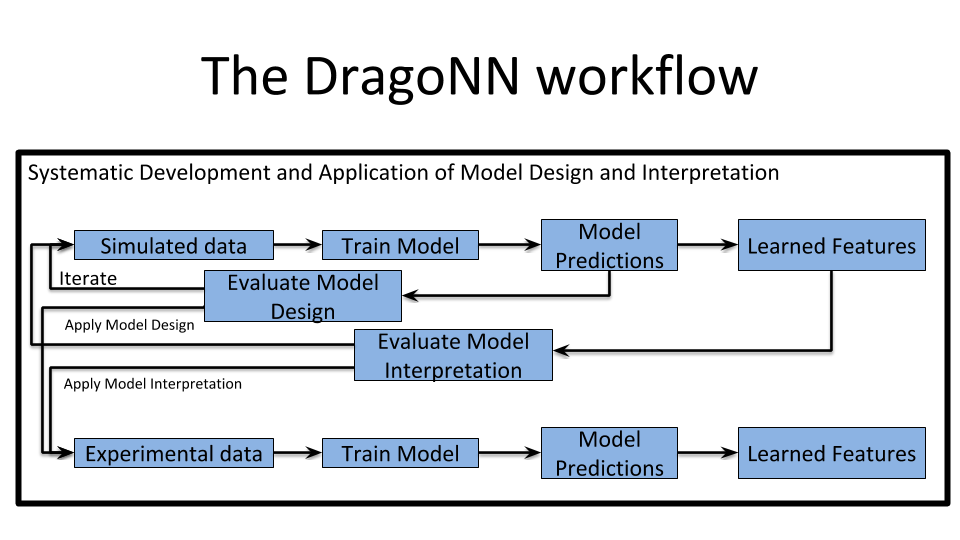 The DragoNN workflow
Systematic Development and Application of Model Design and Interpretation
Simulated data
Train Model
Model
Predictions
Learned Features
Iterate
Evaluate Model
Design
Apply Model Design
Evaluate Model
Interpretation
Apply Model Interpretation
Experimental data
Train Model
Model
Predictions
Learned Features